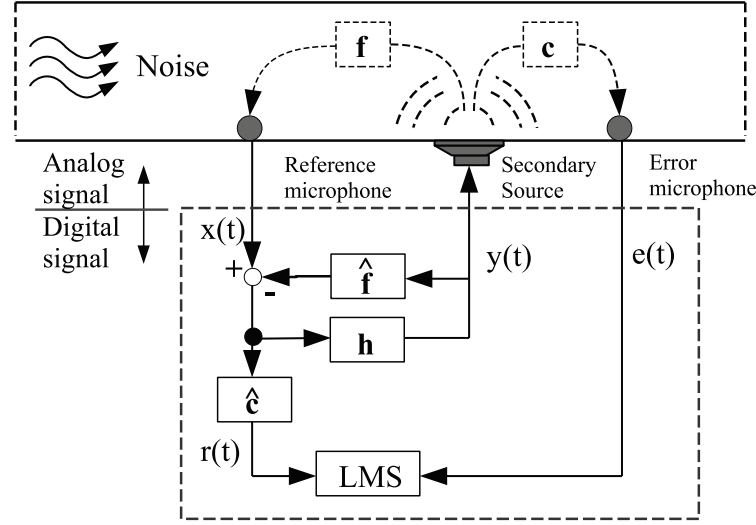 f
c
Noise
Analog
signal
Reference
microphone
Secondary
Source
Error
microphone
Digital
signal
x(t)
y(t)
e(t)
+
-
f̂
h
ĉ
r(t)
LMS